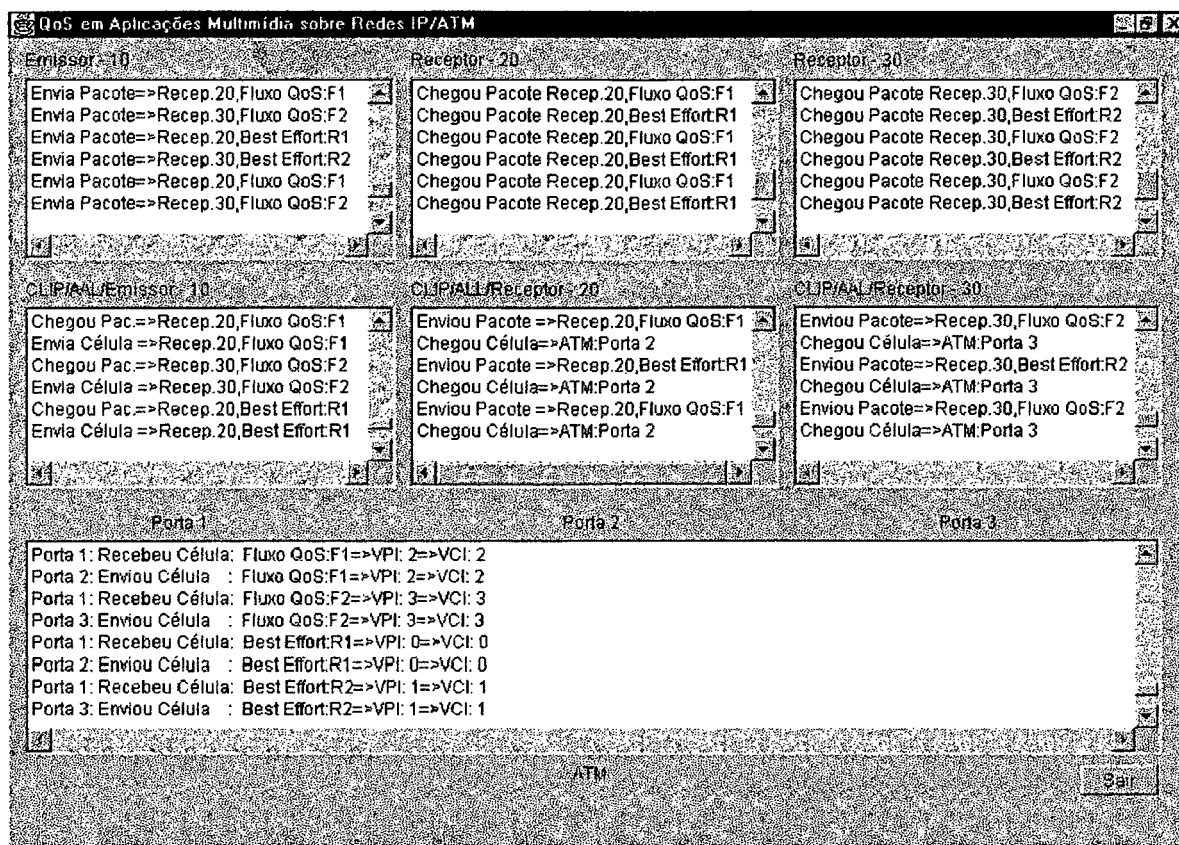 QoS em Aplicações Multimídia sobre Redes IP/ATM
Emissor - 10
Envia Pacote=>Recep.20,Fluxo QoS:F1
Envia Pacote=>Recep.30,Fluxo QoS:F2
Envia Pacote=>Recep.20,Best Effort:R1
Envia Pacote=>Recep.30,Best Effort:R2
Envia Pacote=>Recep.20,Fluxo QoS:F1
Envia Pacote=>Recep.30,Fluxo QoS:F2
Receptor - 20
Chegou Pacote Recep.20,Fluxo QoS:F1
Chegou Pacote Recep.20,Best Effort:R1
Chegou Pacote Recep.20,Fluxo QoS:F1
Chegou Pacote Recep.20,Best Effort:R1
Chegou Pacote Recep.20,Fluxo QoS:F1
Chegou Pacote Recep.20,Best Effort:R1
Receptor - 30
Chegou Pacote Recep.30,Fluxo QoS:F2
Chegou Pacote Recep.30,Best Effort:R2
Chegou Pacote Recep.30,Fluxo QoS:F2
Chegou Pacote Recep.30,Best Effort:R2
Chegou Pacote Recep.30,Fluxo QoS:F2
Chegou Pacote Recep.30,Best Effort:R2
CLIP/AAL/Emissor - 10
Chegou Pac.=>Recep.20,Fluxo QoS:F1
Envia Célula=>Recep.20,Fluxo QoS:F1
Chegou Pac.=>Recep.30,Fluxo QoS:F2
Envia Célula =>Recep.30,Fluxo QoS:F2
Chegou Pac.=>Recep.20,Best Effort:R1
Envia Célula =>Recep.20,Best Effort:R1
CLIP/ALL/Receptor - 20
Enviou Pacote =>Recep.20,Fluxo QoS:F1
Chegou Célula=>ATM:Porta 2
Enviou Pacote =>Recep.20,Best Effort:R1
Chegou Célula=>ATM:Porta 2
Enviou Pacote =>Recep.20,Fluxo QoS:F1
Chegou Célula=>ATM:Porta 2
CLIP/AAL/Receptor - 30
Enviou Pacote=>Recep.30,Fluxo QoS:F2
Chegou Célula=>ATM:Porta 3
Enviou Pacote=>Recep.30,Best Effort:R2
Chegou Célula=>ATM:Porta 3
Enviou Pacote=>Recep.30,Fluxo QoS:F2
Chegou Célula=>ATM:Porta 3
Porta 1 Porta 2 Porta 3
Porta 1: Recebeu Célula: Fluxo QoS:F1=>VPI: 2=>VCI: 2
Porta 2: Enviou Célula : Fluxo QoS:F1=>VPI: 2=>VCI: 2
Porta 1: Recebeu Célula: Fluxo QoS:F2=>VPI: 3=>VCI: 3
Porta 3: Enviou Célula : Fluxo QoS:F2=>VPI: 3=>VCI: 3
Porta 1: Recebeu Célula: Best Effort:R1=>VPI: 0=>VCI: 0
Porta 2: Enviou Célula : Best Effort:R1=>VPI: 0=>VCI: 0
Porta 1: Recebeu Célula: Best Effort:R2=>VPI: 1=>VCI: 1
Porta 3: Enviou Célula : Best Effort:R2=>VPI: 1=>VCI: 1
ATM
Sair